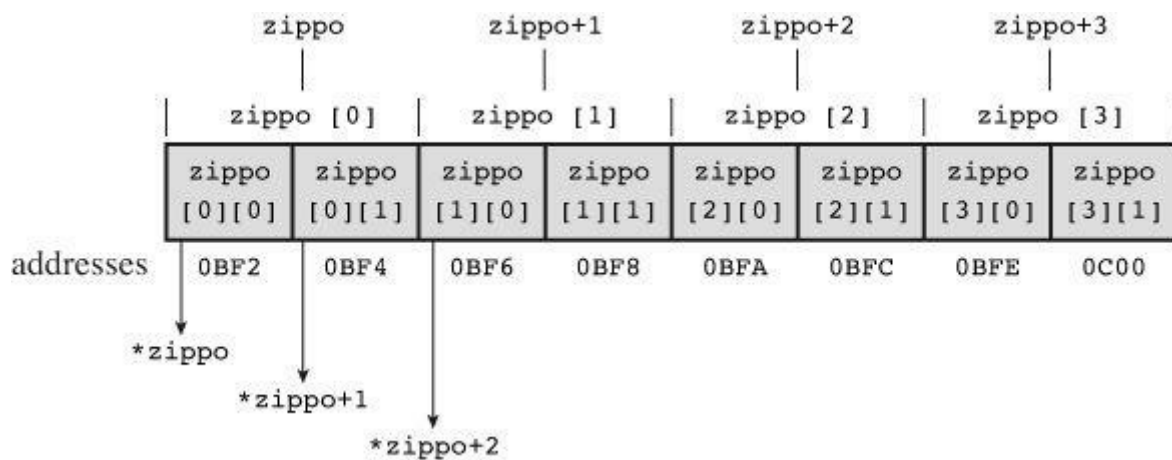 zippo zippo+1 zippo+2 zippo+3
zippo [0] zippo [1] zippo [2] zippo [3]
zippo zippo zippo zippo zippo zippo zippo zippo
[0][0] [0][1] [1][0] [1][1] [2][0] [2][1] [3][0] [3][1]
addresses 0BF2 0BF4 0BF6 0BF8 0BFA 0BFC 0BFE 0C00
*zippo
*zippo+1
*zippo+2